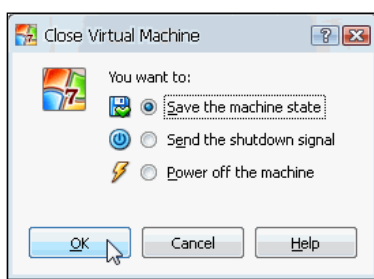 Close Virtual Machine
You want to:
Save the machine state
Send the shutdown signal
Power off the machine
OK Cancel Help